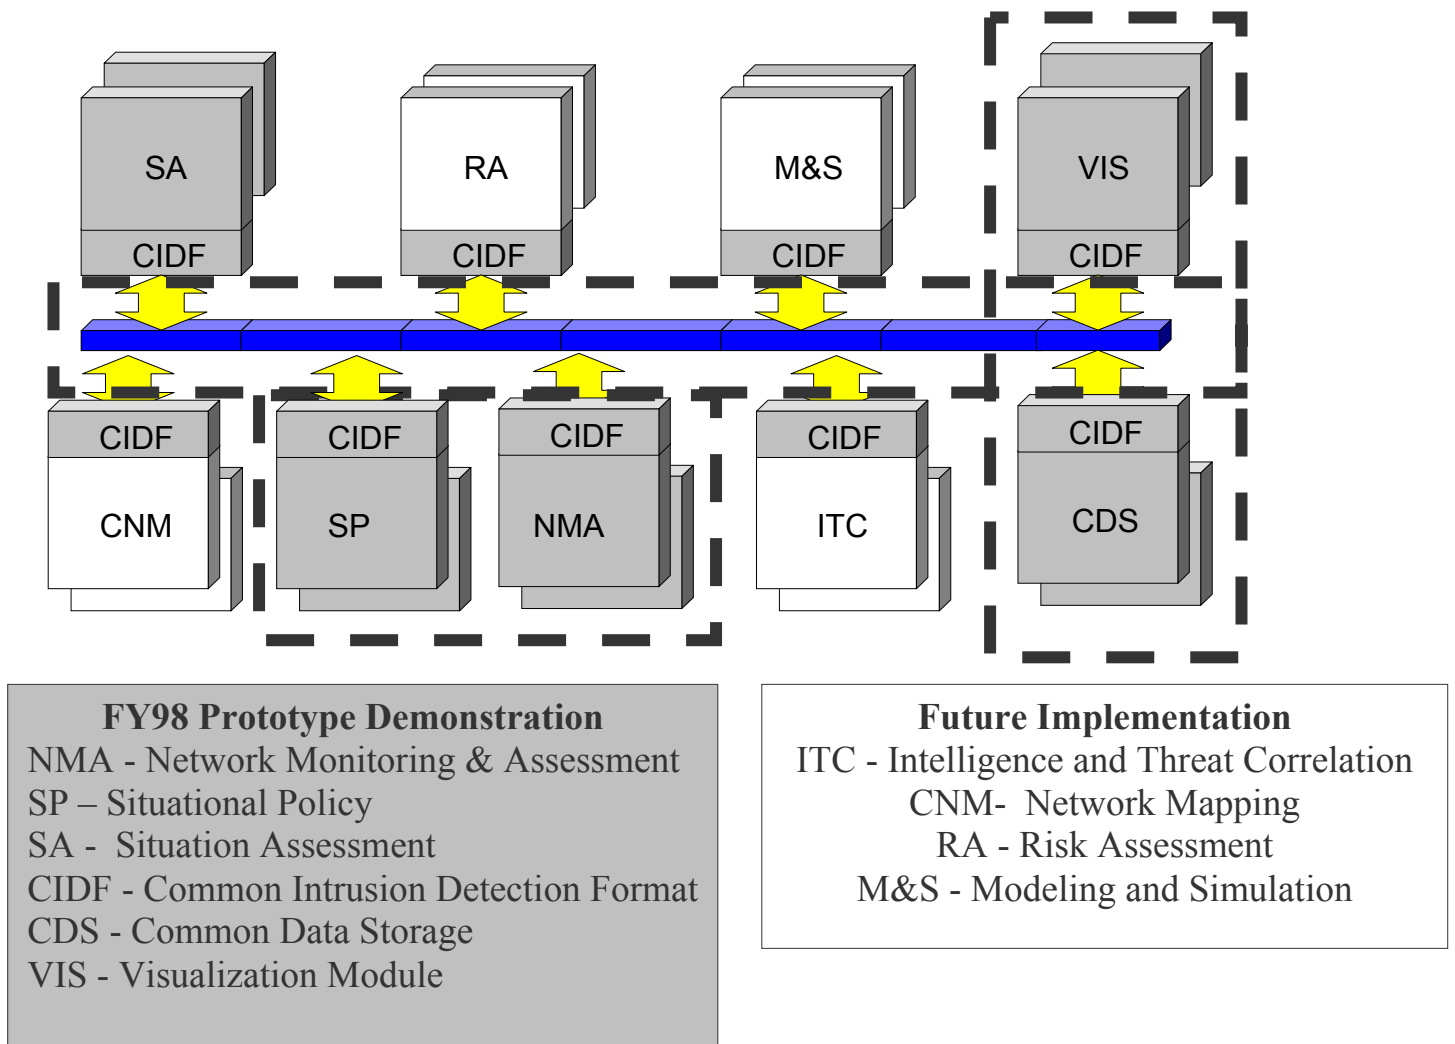 SA
RA
M&S
VIS
CIDF
CIDF
CIDF
CIDF
CIDF
CIDF
CIDF
CIDF
CIDF
CNM
SP
NMA
ITC
CDS
FY98 Prototype Demonstration
NMA - Network Monitoring & Assessment
SP – Situational Policy
SA - Situation Assessment
CIDF - Common Intrusion Detection Format
CDS - Common Data Storage
VIS - Visualization Module
Future Implementation
ITC - Intelligence and Threat Correlation
CNM- Network Mapping
RA - Risk Assessment
M&S - Modeling and Simulation